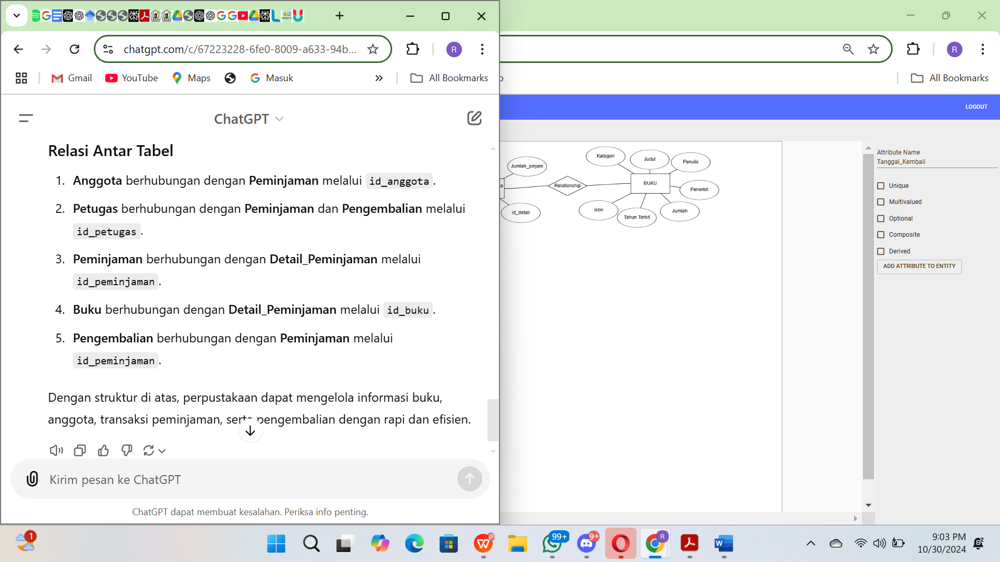 chatgpt.com/c/67223228-6fe0-8009-a633-94b...
R
R
Gmail
YouTube
Maps
Masuk
All Bookmarks
All Bookmarks
LOGOUT
ChatGPT
Relasi Antar Tabel
1. Anggota berhubungan dengan Peminjaman melalui id_anggota.
2. Petugas berhubungan dengan Peminjaman dan Pengembalian melalui
id_petugas.
3. Peminjaman berhubungan dengan Detail_Peminjaman melalui
id_peminjaman.
4. Buku berhubungan dengan Detail_Peminjaman melalui id_buku.
5. Pengembalian berhubungan dengan Peminjaman melalui
id_peminjaman.
Dengan struktur di atas, perpustakaan dapat mengelola informasi buku,
anggota, transaksi peminjaman, serta pengembalian dengan rapi dan efisien.
Kirim pesan ke ChatGPT
ChatGPT dapat membuat kesalahan. Periksa info penting.
Jumlah_pinjam
a
id_detail
Relationship
Kategori
Judul
Penulis
BUKU
Penerbit
isbn
Tahun Terbit
Jumlah
Attribute Name
Tanggal_Kembali
Unique
Multivalued
Optional
Composite
Derived
ADD ATTRIBUTE TO ENTITY
1
99+
9+
R
9:03 PM
10/30/2024